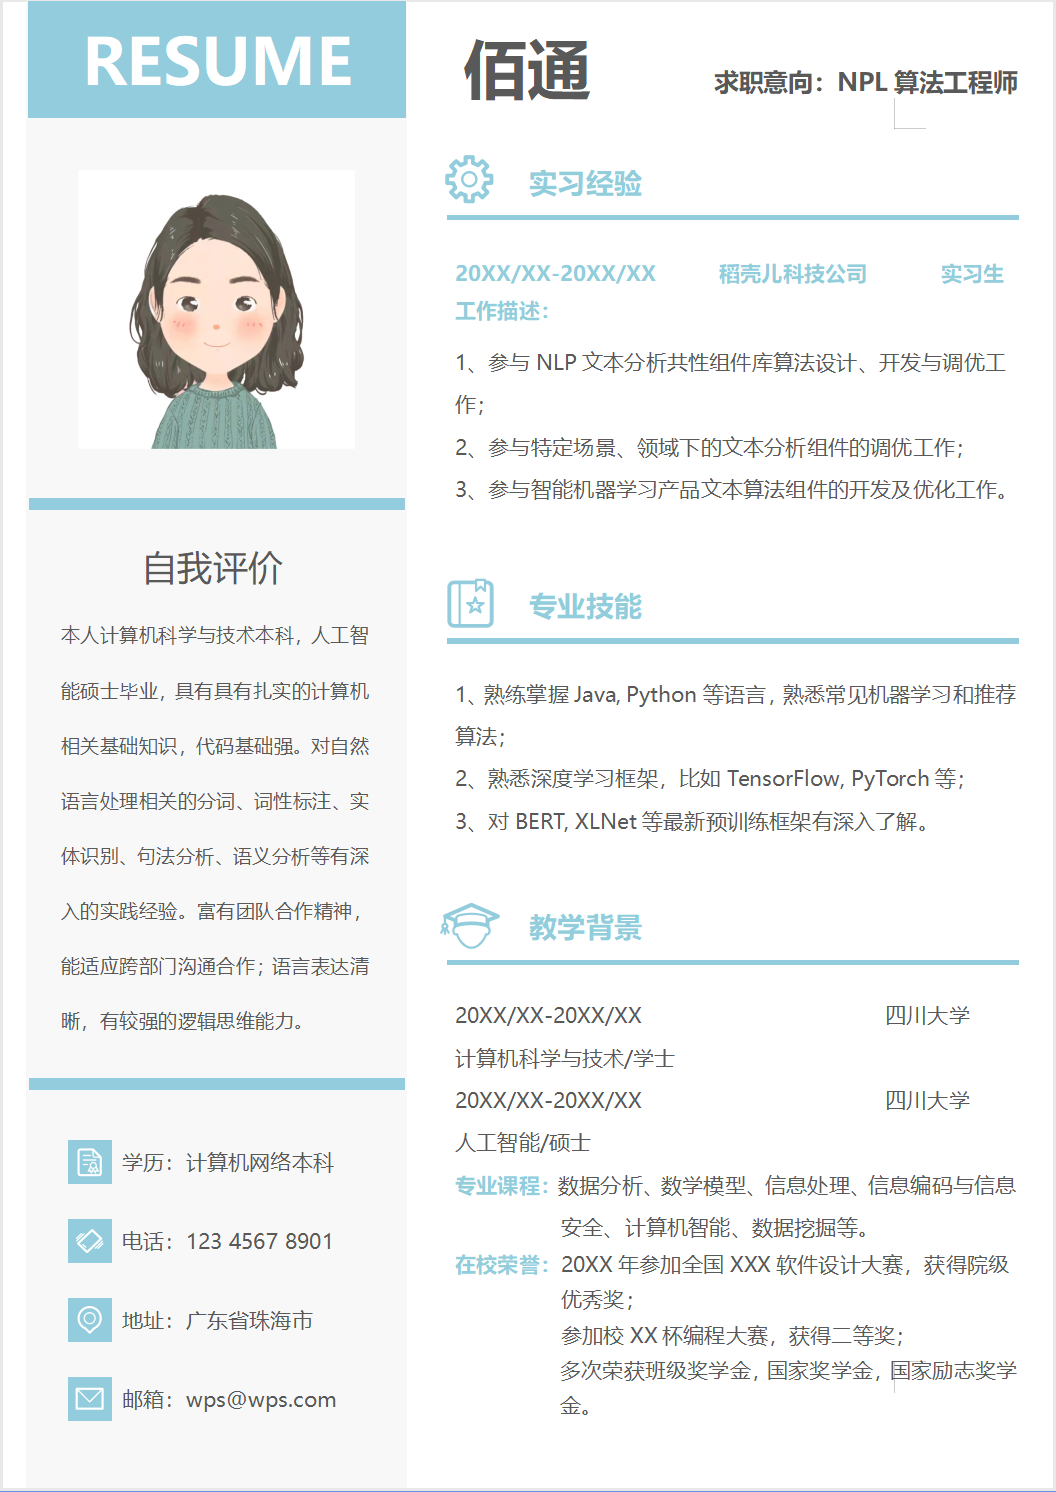 RESUME
自我评价
本人计算机科学与技术本科，人工智
能硕士毕业，具有具有扎实的计算机
相关基础知识，代码基础强。对自然
语言处理相关的分词、词性标注、实
体识别、句法分析、语义分析等有深
入的实践经验。富有团队合作精神，
能适应跨部门沟通合作；语言表达清
晰，有较强的逻辑思维能力。
学历：计算机网络本科
电话：123 4567 8901
地址：广东省珠海市
邮箱：wps@wps.com
佰通
求职意向：NPL 算法工程师
实习经验
20XX/XX-20XX/XX 稻壳儿科技公司 实习生
工作描述：
1、参与 NLP 文本分析共性组件库算法设计、开发与调优工
作；
2、参与特定场景、领域下的文本分析组件的调优工作；
3、参与智能机器学习产品文本算法组件的开发及优化工作。
专业技能
1、熟练掌握 Java, Python 等语言，熟悉常见机器学习和推荐
算法；
2、熟悉深度学习框架，比如 TensorFlow, PyTorch 等；
3、对 BERT, XLNet 等最新预训练框架有深入了解。
教学背景
20XX/XX-20XX/XX 四川大学
计算机科学与技术/学士
20XX/XX-20XX/XX 四川大学
人工智能/硕士
专业课程：数据分析、数学模型、信息处理、信息编码与信息
安全、计算机智能、数据挖掘等。
在校荣誉：20XX 年参加全国 XXX 软件设计大赛，获得院级
优秀奖；
参加校 XX 杯编程大赛，获得二等奖；
多次荣获班级奖学金，国家奖学金，国家励志奖学
金。